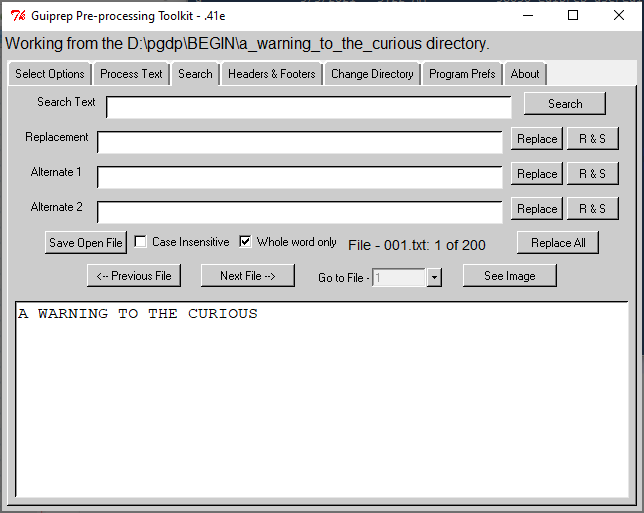 Guiprep Pre-processing Toolkit - .41e
Working from the D:\pgdp\BEGIN\a_warning_to_the_curious directory.
Select Options Process Text Search Headers & Footers Change Directory Program Prefs About
Search Text Search
Replacement Replace R & S
Alternate 1 Replace R & S
Alternate 2 Replace R & S
Save Open File Case Insensitive Whole word only File - 001.txt: 1 of 200 Replace All
<-- Previous File Next File --> Go to File - 1 See Image
A WARNING TO THE CURIOUS